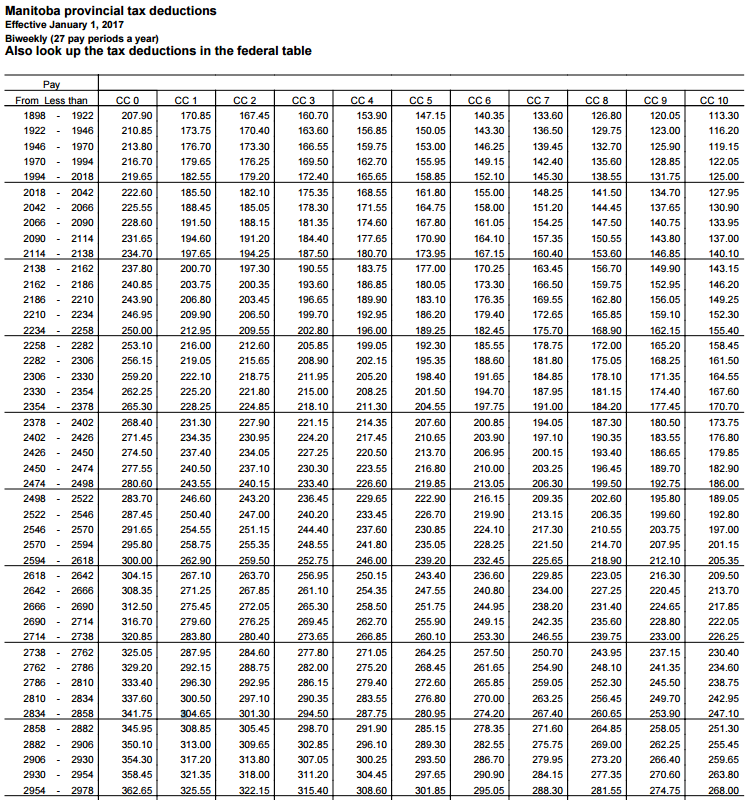 Manitoba provincial tax deductions
Effective January 1, 2017
Biweekly (27 pay periods a year)
Also look up the tax deductions in the federal table
Pay
From Less than CC 0 CC 1 CC 2 CC 3 CC 4 CC 5 CC 6 CC 7 CC 8 CC 9 CC 10
1898 - 1922 207.90 170.85 167.45 160.70 153.90 147.15 140.35 133.60 126.80 120.05 113.30
1922 - 1946 210.85 173.75 170.40 163.60 156.85 150.05 143.30 136.50 129.75 123.00 116.20
1946 - 1970 213.80 176.70 173.30 166.55 159.75 153.00 146.25 139.45 132.70 125.90 119.15
1970 - 1994 216.70 179.65 176.25 169.50 162.70 155.95 149.15 142.40 135.60 128.85 122.05
1994 - 2018 219.65 182.55 179.20 172.40 165.65 158.85 152.10 145.30 138.55 131.75 125.00
2018 - 2042 222.60 185.50 182.10 175.35 168.55 161.80 155.00 148.25 141.50 134.70 127.95
2042 - 2066 225.55 188.45 185.05 178.30 171.55 164.75 158.00 151.20 144.45 137.65 130.90
2066 - 2090 228.60 191.50 188.15 181.35 174.60 167.80 161.05 154.25 147.50 140.75 133.95
2090 - 2114 231.65 194.60 191.20 184.40 177.65 170.90 164.10 157.35 150.55 143.80 137.00
2114 - 2138 234.70 197.65 194.25 187.50 180.70 173.95 167.15 160.40 153.60 146.85 140.10
2138 - 2162 237.80 200.70 197.30 190.55 183.75 177.00 170.25 163.45 156.70 149.90 143.15
2162 - 2186 240.85 203.75 200.35 193.60 186.85 180.05 173.30 166.50 159.75 152.95 146.20
2186 - 2210 243.90 206.80 203.45 196.65 189.90 183.10 176.35 169.55 162.80 156.05 149.25
2210 - 2234 246.95 209.90 206.50 199.70 192.95 186.20 179.40 172.65 165.85 159.10 152.30
2234 - 2258 250.00 212.95 209.55 202.80 196.00 189.25 182.45 175.70 168.90 162.15 155.40
2258 - 2282 253.10 216.00 212.60 205.85 199.05 192.30 185.55 178.75 172.00 165.20 158.45
2282 - 2306 256.15 219.05 215.65 208.90 202.15 195.35 188.60 181.80 175.05 168.25 161.50
2306 - 2330 259.20 222.10 218.75 211.95 205.20 198.40 191.65 184.85 178.10 171.35 164.55
2330 - 2354 262.25 225.20 221.80 215.00 208.25 201.50 194.70 187.95 181.15 174.40 167.60
2354 - 2378 265.30 228.25 224.85 218.10 211.30 204.55 197.75 191.00 184.20 177.45 170.70
2378 - 2402 268.40 231.30 227.90 221.15 214.35 207.60 200.85 194.05 187.30 180.50 173.75
2402 - 2426 271.45 234.35 230.95 224.20 217.45 210.65 203.90 197.10 190.35 183.55 176.80
2426 - 2450 274.50 237.40 234.05 227.25 220.50 213.70 206.95 200.15 193.40 186.65 179.85
2450 - 2474 277.55 240.50 237.10 230.30 223.55 216.80 210.00 203.25 196.45 189.70 182.90
2474 - 2498 280.60 243.55 240.15 233.40 226.60 219.85 213.05 206.30 199.50 192.75 186.00
2498 - 2522 283.70 246.60 243.20 236.45 229.65 222.90 216.15 209.35 202.60 195.80 189.05
2522 - 2546 287.45 250.40 247.00 240.20 233.45 226.70 219.90 213.15 206.35 199.60 192.80
2546 - 2570 291.65 254.55 251.15 244.40 237.60 230.85 224.10 217.30 210.55 203.75 197.00
2570 - 2594 295.80 258.75 255.35 248.55 241.80 235.05 228.25 221.50 214.70 207.95 201.15
2594 - 2618 300.00 262.90 259.50 252.75 246.00 239.20 232.45 225.65 218.90 212.10 205.35
2618 - 2642 304.15 267.10 263.70 256.95 250.15 243.40 236.60 229.85 223.05 216.30 209.50
2642 - 2666 308.35 271.25 267.85 261.10 254.35 247.55 240.80 234.00 227.25 220.45 213.70
2666 - 2690 312.50 275.45 272.05 265.30 258.50 251.75 244.95 238.20 231.40 224.65 217.85
2690 - 2714 316.70 279.60 276.25 269.45 262.70 255.90 249.15 242.35 235.60 228.80 222.05
2714 - 2738 320.85 283.80 280.40 273.65 266.85 260.10 253.30 246.55 239.75 233.00 226.25
2738 - 2762 325.05 287.95 284.60 277.80 271.05 264.25 257.50 250.70 243.95 237.15 230.40
2762 - 2786 329.20 292.15 288.75 282.00 275.20 268.45 261.65 254.90 248.10 241.35 234.60
2786 - 2810 333.40 296.30 292.95 286.15 279.40 272.60 265.85 259.05 252.30 245.50 238.75
2810 - 2834 337.60 300.50 297.10 290.35 283.55 276.80 270.00 263.25 256.45 249.70 242.95
2834 - 2858 341.75 304.65 301.30 294.50 287.75 280.95 274.20 267.40 260.65 253.90 247.10
2858 - 2882 345.95 308.85 305.45 298.70 291.90 285.15 278.35 271.60 264.85 258.05 251.30
2882 - 2906 350.10 313.00 309.65 302.85 296.10 289.30 282.55 275.75 269.00 262.25 255.45
2906 - 2930 354.30 317.20 313.80 307.05 300.25 293.50 286.70 279.95 273.20 266.40 259.65
2930 - 2954 358.45 321.35 318.00 311.20 304.45 297.65 290.90 284.15 277.35 270.60 263.80
2954 - 2978 362.65 325.55 322.15 315.40 308.60 301.85 295.05 288.30 281.55 274.75 268.00